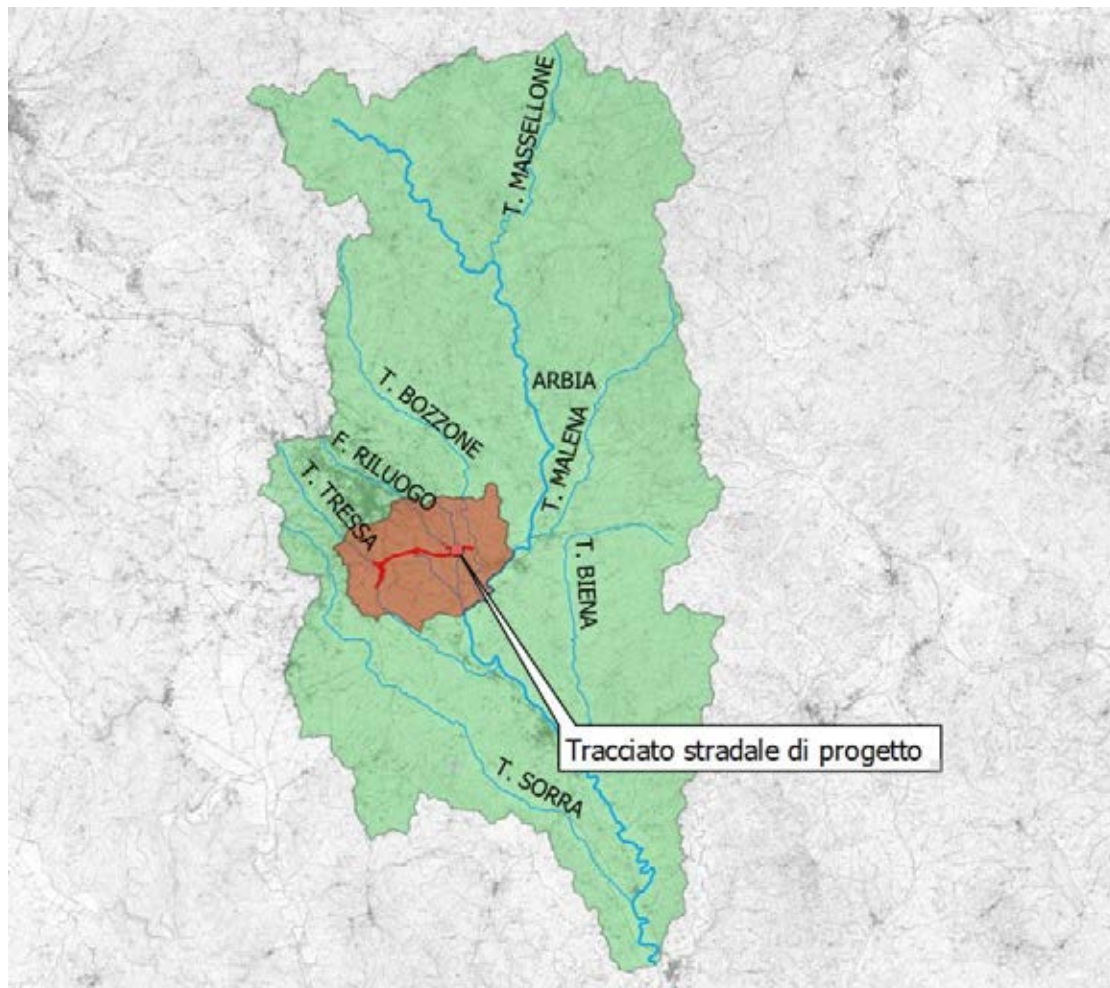 T. MASSELLONE
ARBIA
T. BOZZONE
T. MALENA
F. RILUOGO
T. TRESSA
T. BIENA
Tracciato stradale di progetto
T. SORRA